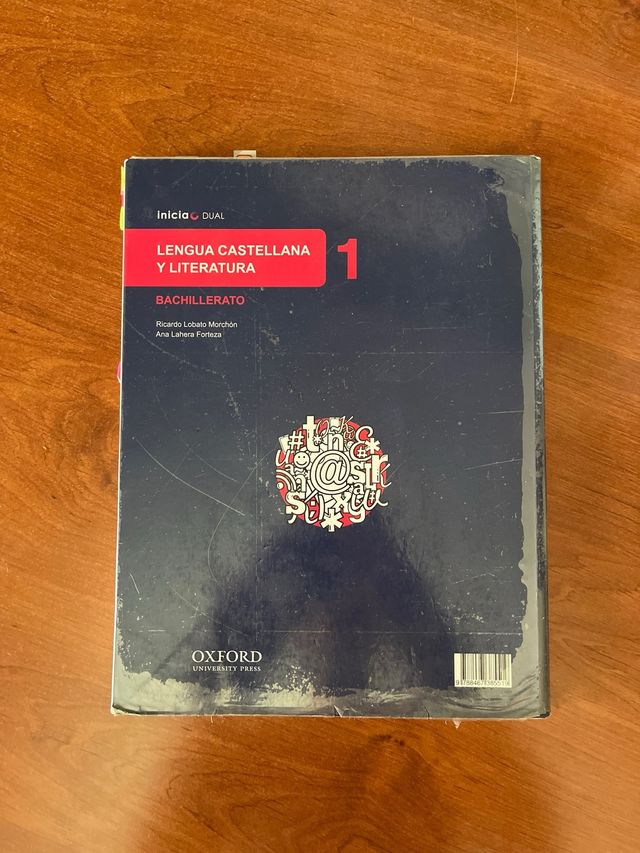 inicia DUAL
LENGUA CASTELLANA
Y LITERATURA
1
BACHILLERATO
Ricardo Lobato Morchón
Ana Lahera Forteza
OXFORD
UNIVERSITY PRESS